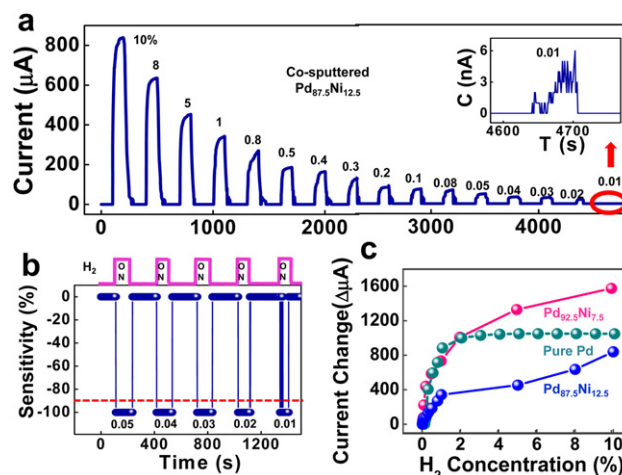 a
800
600
400
200
0
Current (µA)
10%
8
5
1
0.8
0.5
0.4
0.3
0.2
0.1
0.08
0.05
0.04
0.03
0.02
0.01
Co-sputtered
Pd87.5Ni12.5
C (nA)
6
3
0
0.01
4600 4700
T (s)
0 1000 2000 3000 4000
b
H2
ON ON ON ON ON
Sensitivity (%)
0
-20
-40
-60
-80
-100
0.05 0.04 0.03 0.02 0.01
0 400 800 1200
Time (s)
c
Current Change(ΔµA)
1600
1200
800
400
0
Pd92.5Ni7.5
Pure Pd
Pd87.5Ni12.5
0 2 4 6 8 10
H2 Concentration (%)